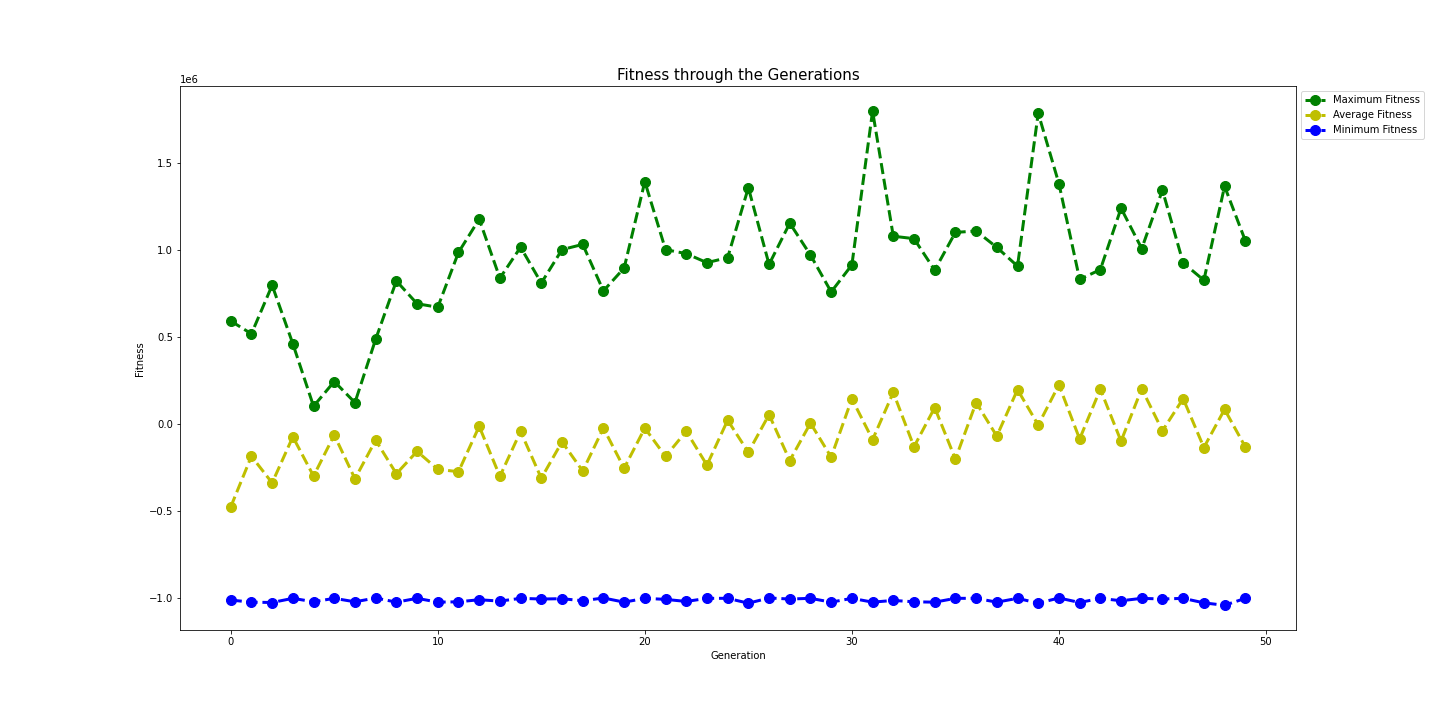 Fitness through the Generations
1e6
Maximum Fitness
Average Fitness
Minimum Fitness
1.5
1.0
0.5
0.0
−0.5
−1.0
Fitness
0 10 20 30 40 50
Generation